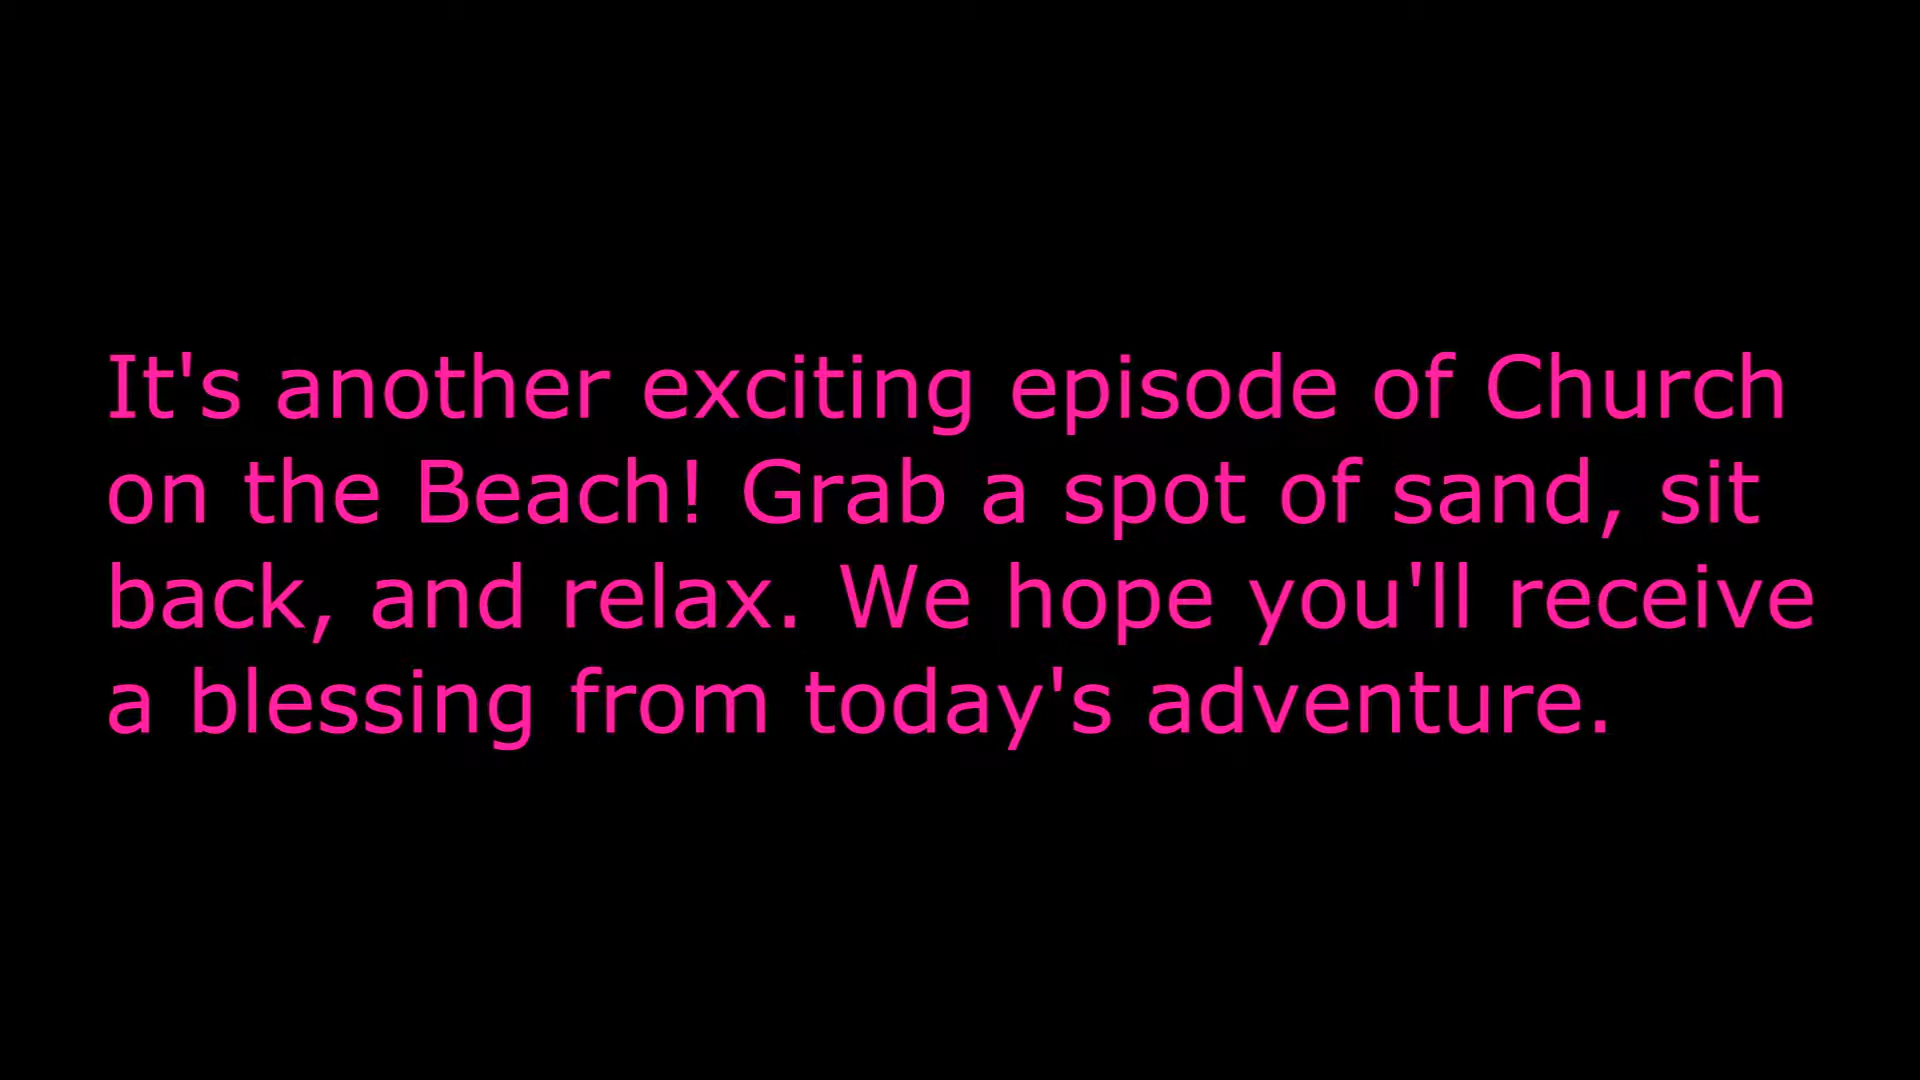 It's another exciting episode of Church
on the Beach! Grab a spot of sand, sit
back, and relax. We hope you'll receive
a blessing from today's adventure.